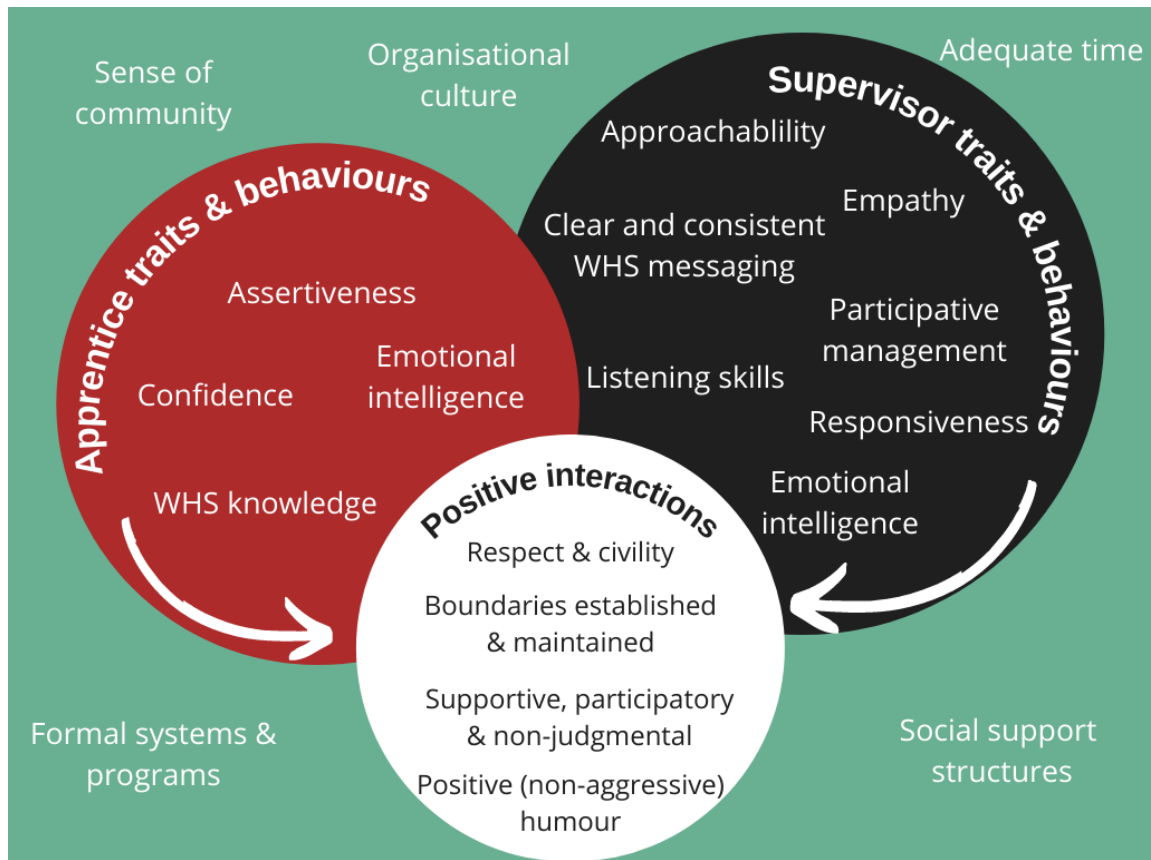 Sense of
community
Organisational
culture
Adequate time
Apprentice traits & behaviours
Assertiveness
Emotional
intelligence
Confidence
WHS knowledge
Supervisor traits & behaviours
Approachablility
Empathy
Clear and consistent
WHS messaging
Participative
management
Listening skills
Responsiveness
Emotional
intelligence
Positive interactions
Respect & civility
Boundaries established
& maintained
Supportive, participatory
& non-judgmental
Positive (non-aggressive)
humour
Formal systems &
programs
Social support
structures